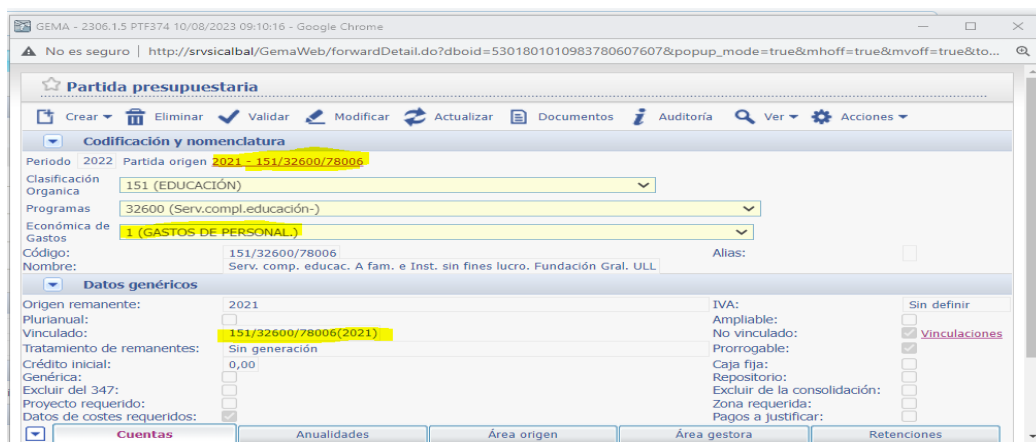 GEMA - 2306.1.5 PTF374 10/08/2023 09:10:16 - Google Chrome
No es seguro | http://srvsicalbal/GemaWeb/forwardDetail.do?dboid=5301801010983780607607&popup_mode=true&mhoff=true&mvoff=true&to...
Partida presupuestaria
Crear Eliminar Validar Modificar Actualizar Documentos Auditoría Ver Acciones
Codificación y nomenclatura
Periodo 2022 Partida origen 2021 - 151/32600/78006
Clasificación Organica 151 (EDUCACIÓN)
Programas 32600 (Serv.compl.educación-)
Económica de Gastos 1 (GASTOS DE PERSONAL.)
Código: 151/32600/78006 Alias:
Nombre: Serv. comp. educac. A fam. e Inst. sin fines lucro. Fundación Gral. ULL
Datos genéricos
Origen remanente: 2021 IVA: Sin definir
Plurianual: Ampliable:
Vinculado: 151/32600/78006(2021) No vinculado: Vinculaciones
Tratamiento de remanentes: Sin generación Prorrogable:
Crédito inicial: 0,00 Caja fija:
Genérica: Repositorio:
Excluir del 347: Excluir de la consolidación:
Proyecto requerido: Zona requerida:
Datos de costes requeridos: Pagos a justificar:
Cuentas Anualidades Área origen Área gestora Retenciones